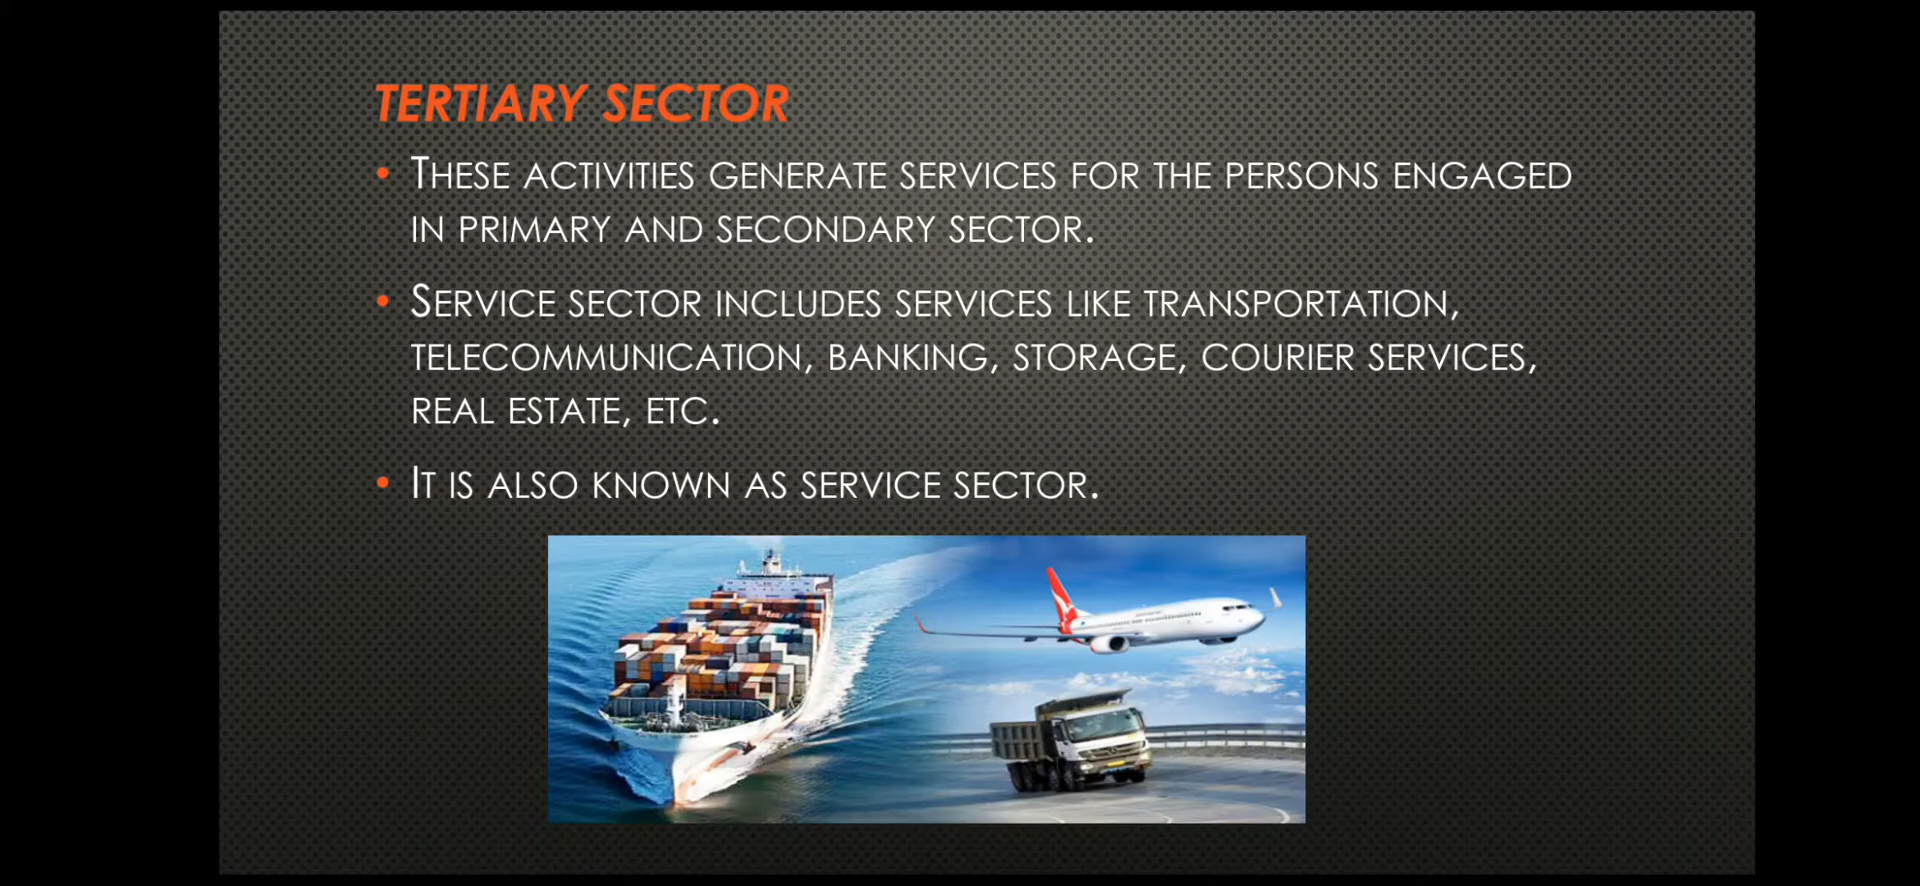 TERTIARY SECTOR
• THESE ACTIVITIES GENERATE SERVICES FOR THE PERSONS ENGAGED
IN PRIMARY AND SECONDARY SECTOR.
• SERVICE SECTOR INCLUDES SERVICES LIKE TRANSPORTATION,
TELECOMMUNICATION, BANKING, STORAGE, COURIER SERVICES,
REAL ESTATE, ETC.
• IT IS ALSO KNOWN AS SERVICE SECTOR.